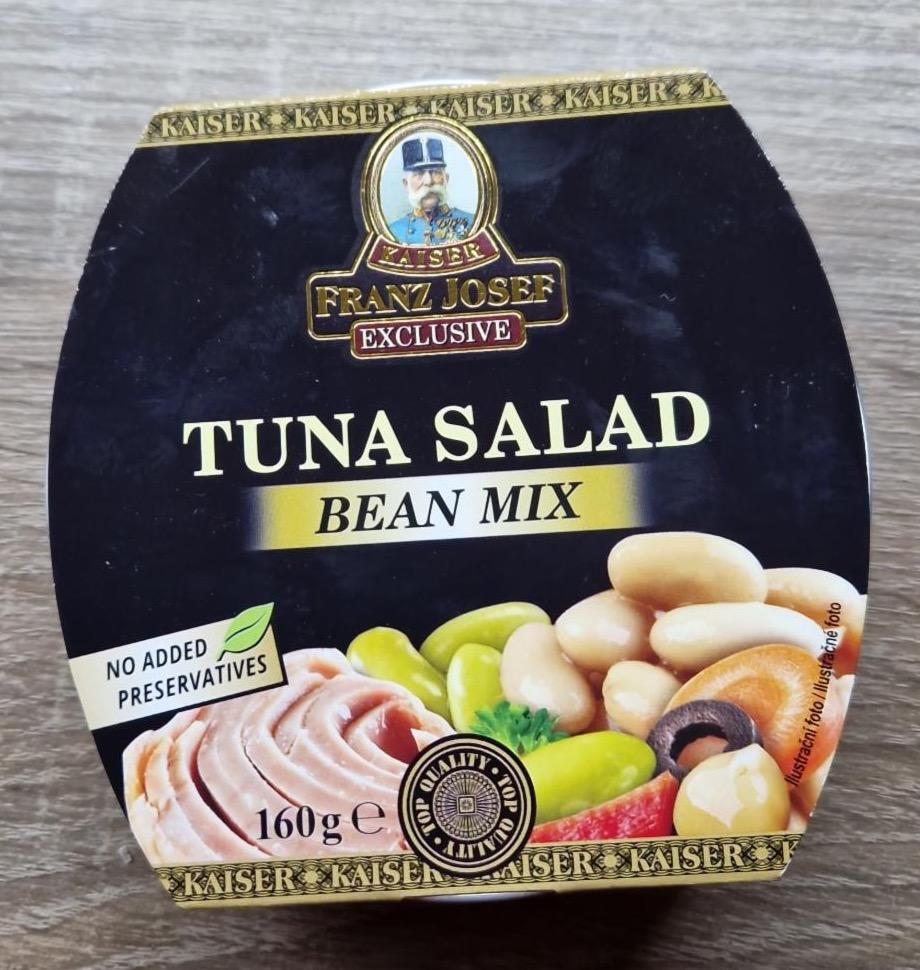 KAISER KAISER KAISER KAISER
KAISER
FRANZ JOSEF
EXCLUSIVE
TUNA SALAD
BEAN MIX
NO ADDED
PRESERVATIVES
Ilustrační foto / Ilustračné foto
160g ℮
TOP QUALITY • TOP QUALITY •
KAISER KAISER KAISER KAISER